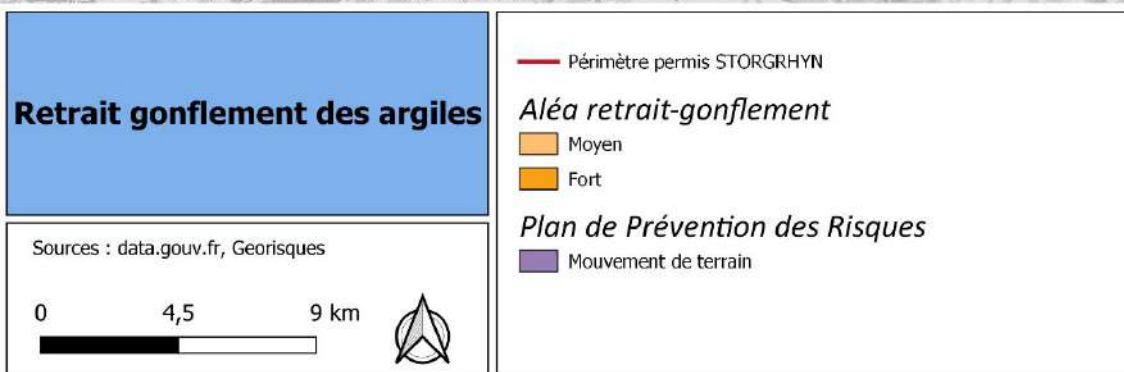 Retrait gonflement des argiles
Sources : data.gouv.fr, Georisques
0 4,5 9 km
Périmètre permis STORGRHYN
Aléa retrait-gonflement
Moyen
Fort
Plan de Prévention des Risques
Mouvement de terrain